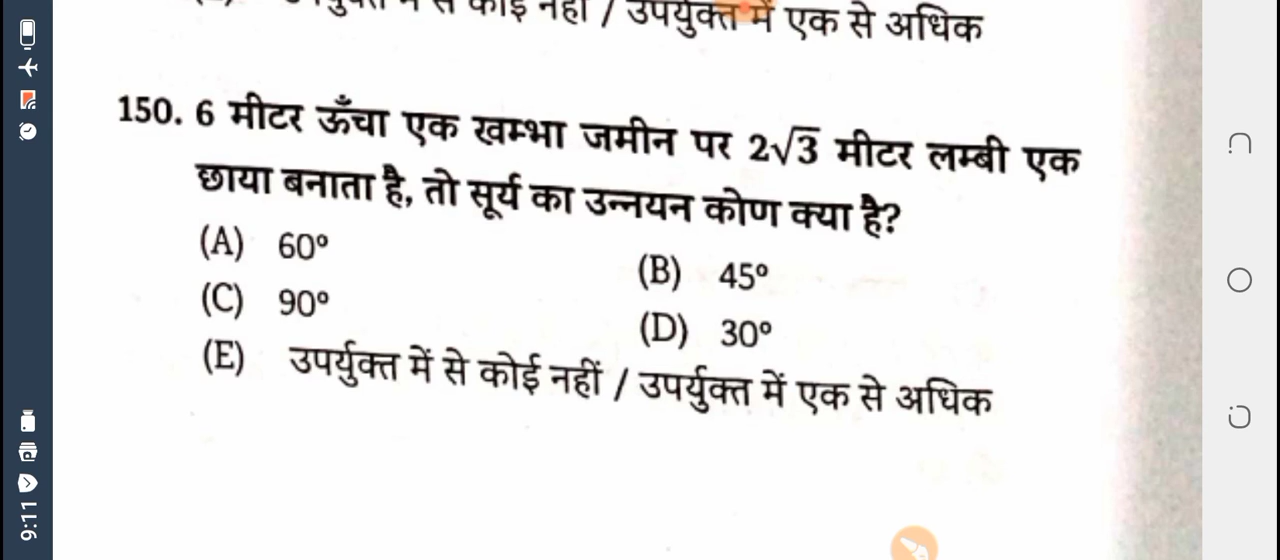 कोई नहीं / उपर्युक्त में एक से अधिक
150. 6 मीटर ऊँचा एक खम्भा जमीन पर 2√3 मीटर लम्बी एक
छाया बनाता है, तो सूर्य का उन्नयन कोण क्या है?
(A) 60°
(B) 45°
(C) 90°
(D) 30°
(E) उपर्युक्त में से कोई नहीं / उपर्युक्त में एक से अधिक
9:11